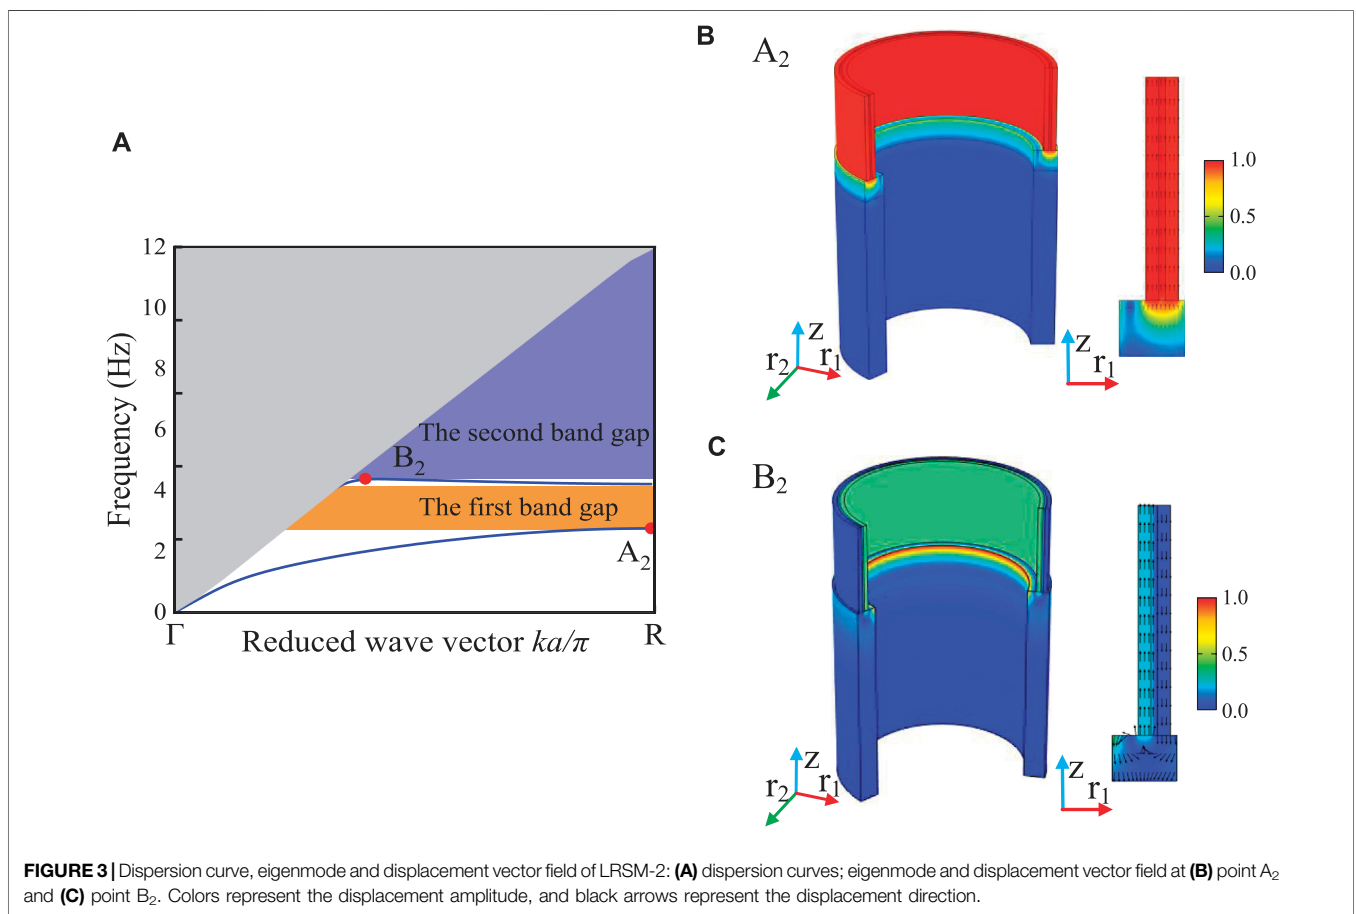 A
Frequency (Hz)
12
10
8
6
4
2
0
The second band gap
B2
The first band gap
A2
Γ
R
Reduced wave vector ka/π
B
A2
1.0
0.5
0.0
z
r2
r1
z
r1
C
B2
1.0
0.5
0.0
z
r2
r1
z
r1
FIGURE 3 | Dispersion curve, eigenmode and displacement vector field of LRSM-2: (A) dispersion curves; eigenmode and displacement vector field at (B) point A2
and (C) point B2. Colors represent the displacement amplitude, and black arrows represent the displacement direction.